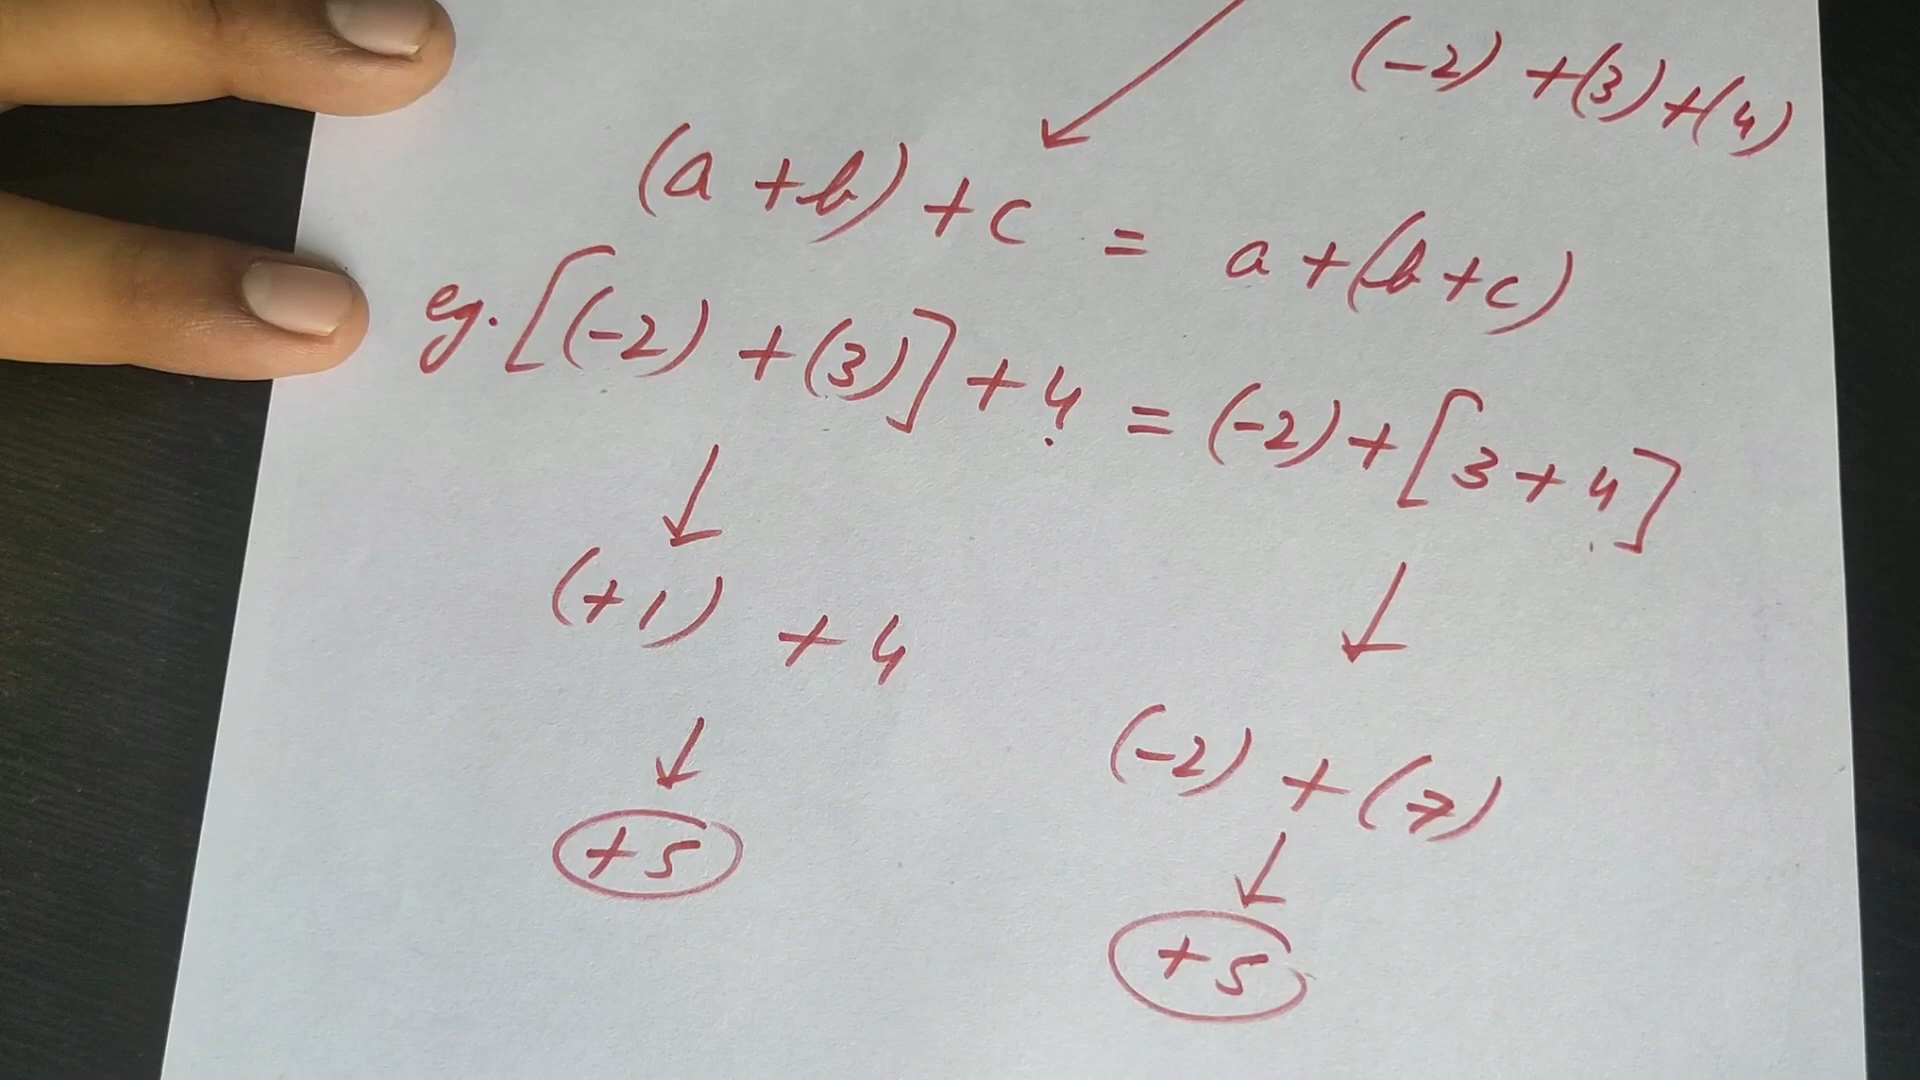 (-2) +(3)+(4)
(a +b) +c = a+(b+c)
eg. [(-2) +(3)] +4 = (-2)+[3+4]
↓ ↓
(+1) +4
(-2) + (7)
↓ ↓
+5
+5